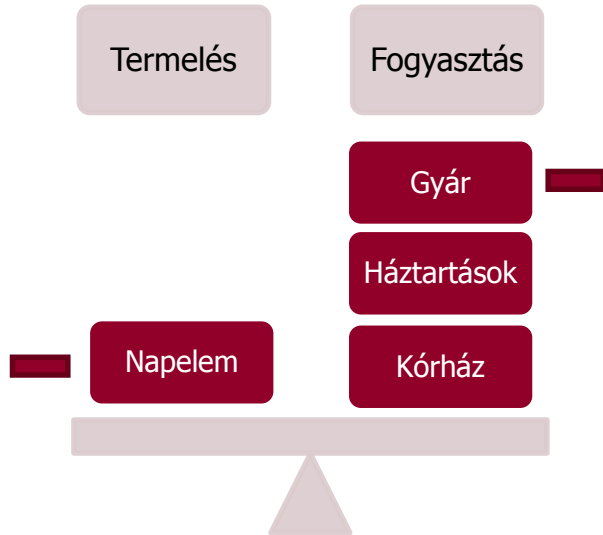 Termelés
Fogyasztás
Gyár
Háztartások
Napelem
Kórház